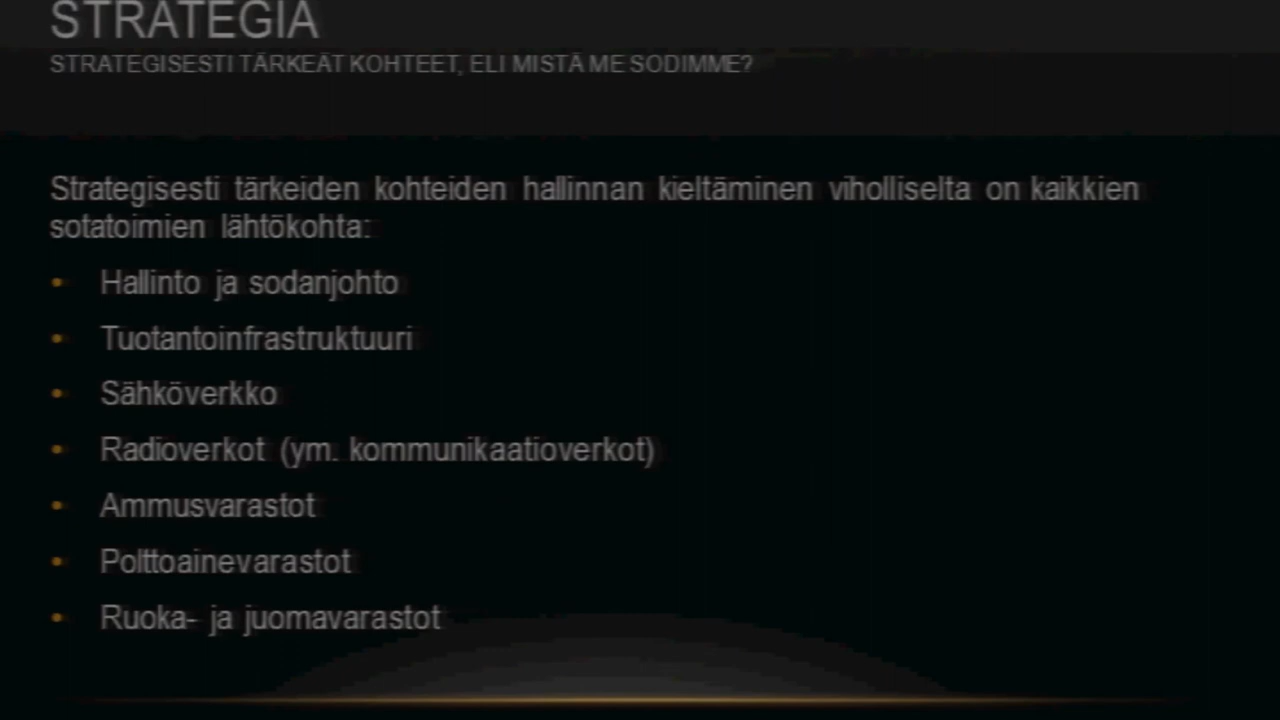 STRATEGIA
STRATEGISESTI TÄRKEÄT KOHTEET, ELI MISTÄ ME SODIMME?
Strategisesti tärkeiden kohteiden hallinnan kieltäminen viholliselta on kaikkien
sotatoimien lähtökohta:
• Hallinto ja sodanjohto
• Tuotantoinfrastruktuuri
• Sähköverkko
• Radioverkot (ym. kommunikaatioverkot)
• Ammusvarastot
• Polttoainevarastot
• Ruoka- ja juomavarastot